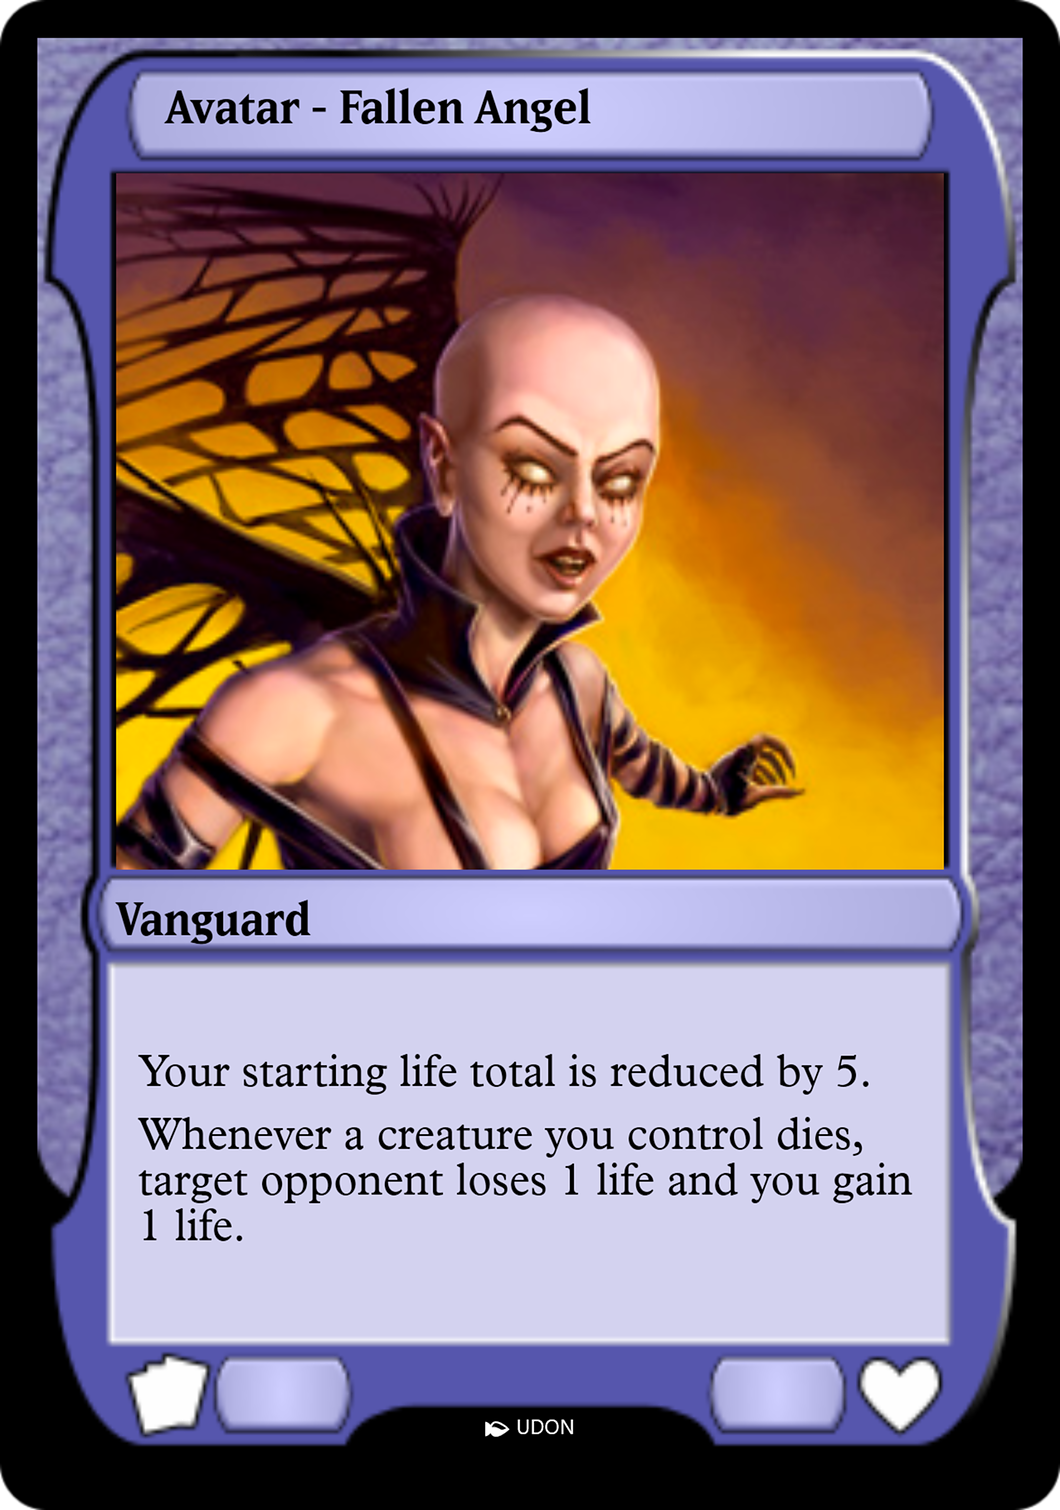 Avatar - Fallen Angel
Vanguard
Your starting life total is reduced by 5.
Whenever a creature you control dies,
target opponent loses 1 life and you gain
1 life.
UDON